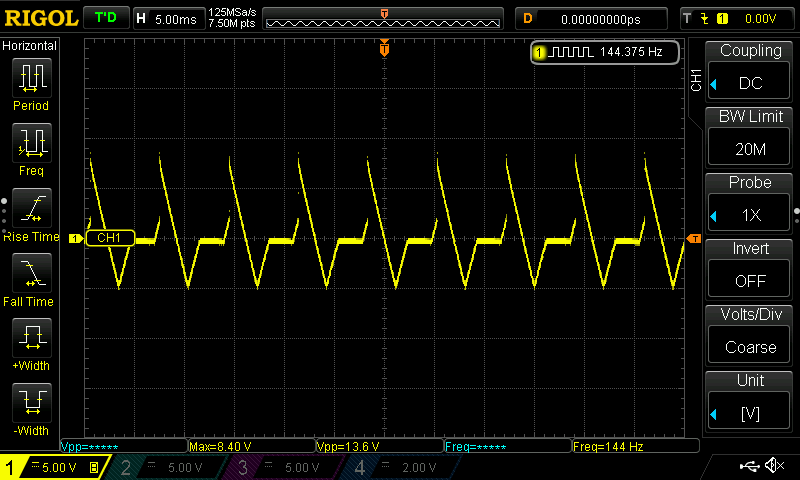 RIGOL T'D H 5.00ms 125MSa/s 7.50M pts T D 0.00000000ps T 1 0.00V
Horizontal
Period
Freq
Rise Time
Fall Time
+Width
-Width
T
1 144.375 Hz
1 CH1 T
CH1
Coupling
DC
BW Limit
20M
Probe
1X
Invert
OFF
Volts/Div
Coarse
Unit
[V]
Vpp=***** Max=8.40 V Vpp=13.6 V Freq=***** Freq=144 Hz
1 5.00 V B 2 5.00 V 3 5.00 V 4 2.00 V